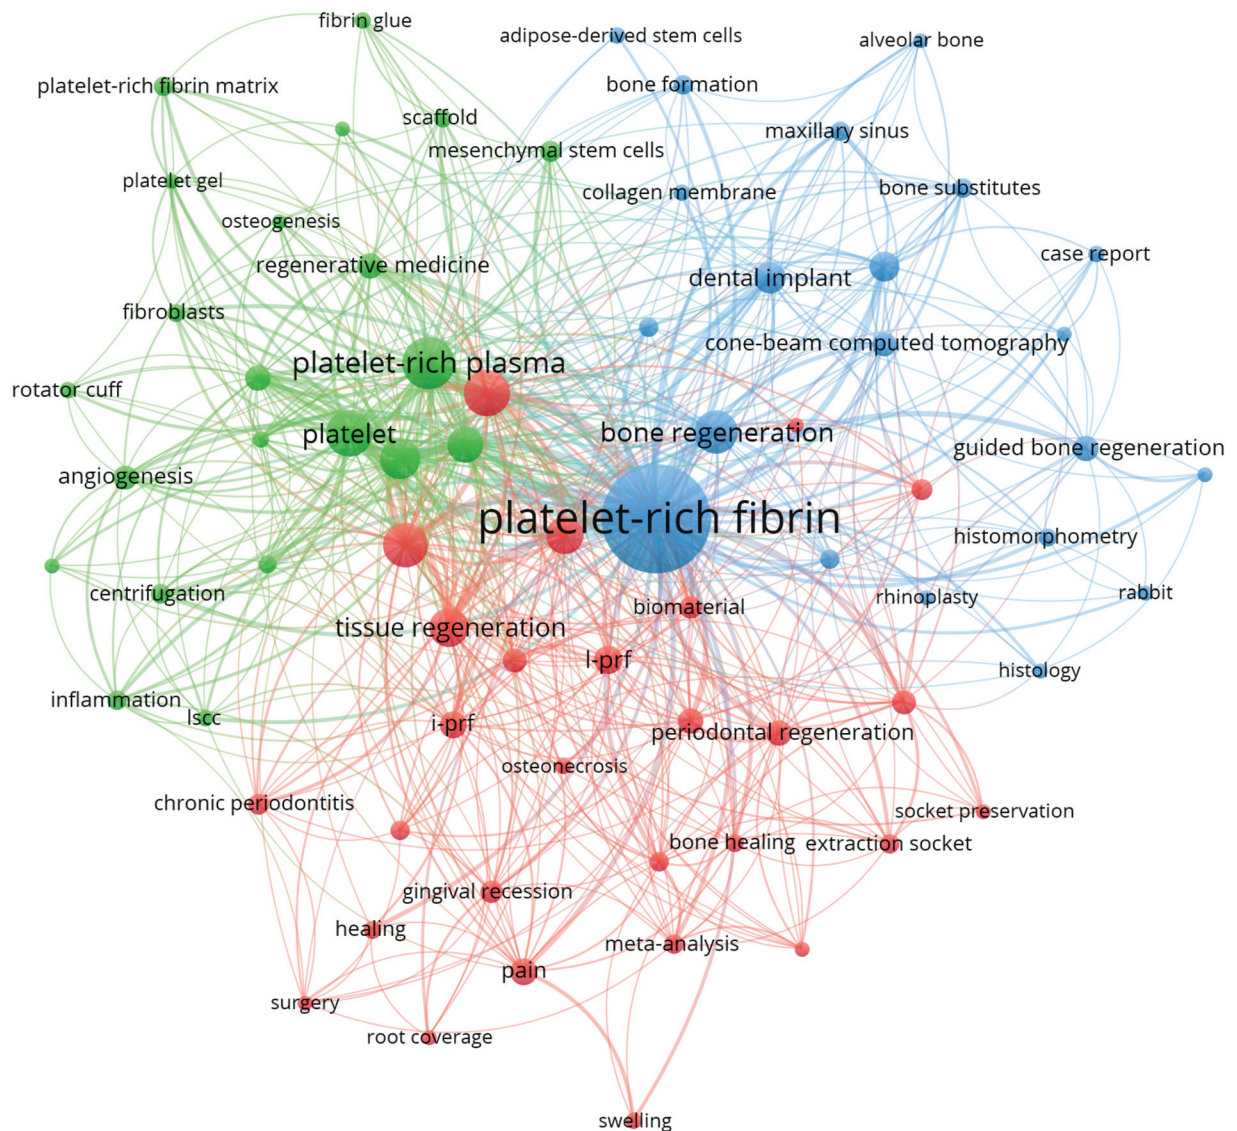 fibrin glue
adipose-derived stem cells
alveolar bone
platelet-rich fibrin matrix
bone formation
scaffold
maxillary sinus
mesenchymal stem cells
platelet gel
collagen membrane
bone substitutes
osteogenesis
case report
regenerative medicine
dental implant
fibroblasts
cone-beam computed tomography
platelet-rich plasma
rotator cuff
platelet
bone regeneration
guided bone regeneration
angiogenesis
platelet-rich fibrin
histomorphometry
centrifugation
rhinoplasty
rabbit
biomaterial
tissue regeneration
l-prf
histology
inflammation
lscc
i-prf
periodontal regeneration
osteonecrosis
chronic periodontitis
socket preservation
bone healing
extraction socket
gingival recession
healing
meta-analysis
pain
surgery
root coverage
swelling